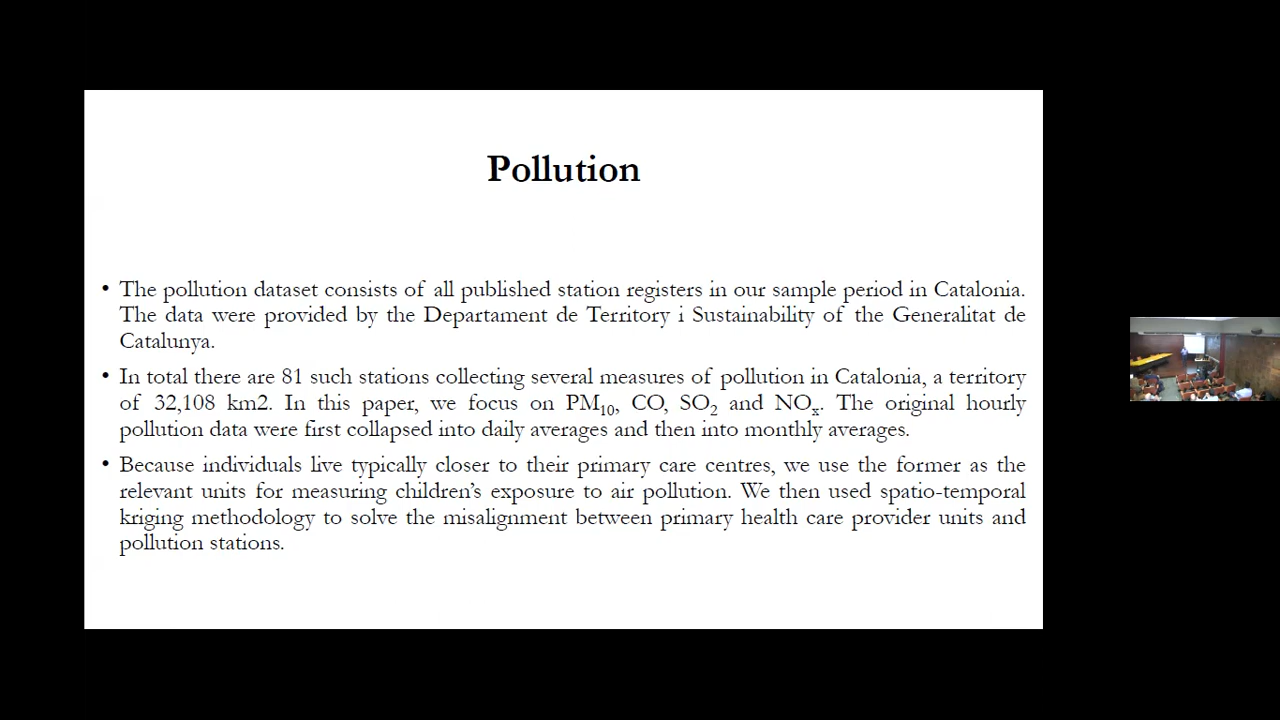 Pollution
• The pollution dataset consists of all published station registers in our sample period in Catalonia.
The data were provided by the Departament de Territory i Sustainability of the Generalitat de
Catalunya.
• In total there are 81 such stations collecting several measures of pollution in Catalonia, a territory
of 32,108 km2. In this paper, we focus on PM₁₀, CO, SO₂ and NOₓ. The original hourly
pollution data were first collapsed into daily averages and then into monthly averages.
• Because individuals live typically closer to their primary care centres, we use the former as the
relevant units for measuring children's exposure to air pollution. We then used spatio-temporal
kriging methodology to solve the misalignment between primary health care provider units and
pollution stations.